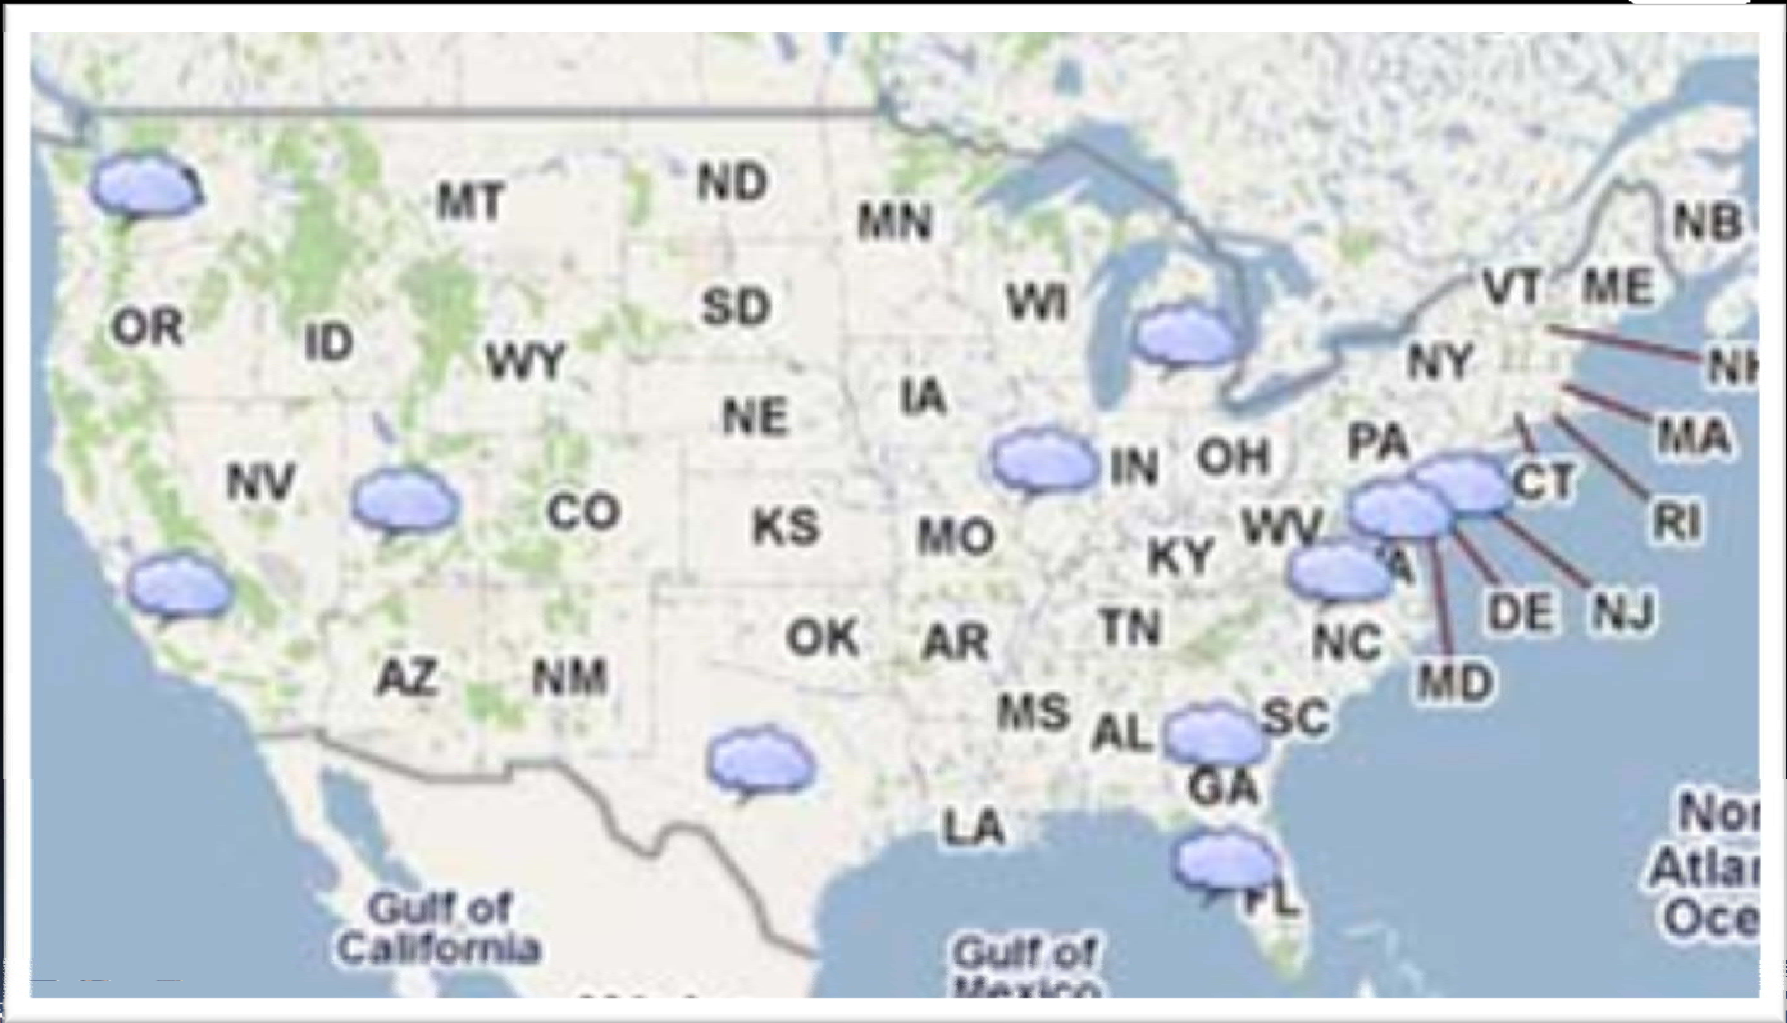 ND
MT
MN
NB
VT
ME
SD
WI
OR
ID
WY
NY
IA
NE
MA
PA
OH
IN
NV
CT
CO
KS
MO
WV
RI
KY
DE
NJ
TN
OK
AR
NC
AZ
NM
MD
MS
SC
AL
GA
LA
FL
Gulf of
California
Gulf of
Mexico